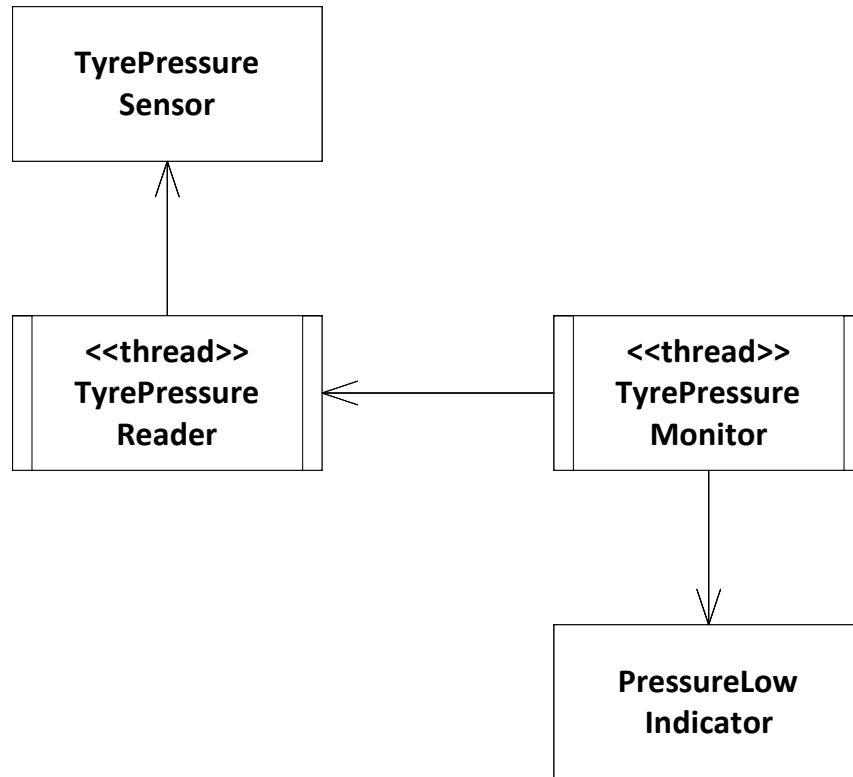 TyrePressure
Sensor
<<thread>>
TyrePressure
Reader
<<thread>>
TyrePressure
Monitor
PressureLow
Indicator